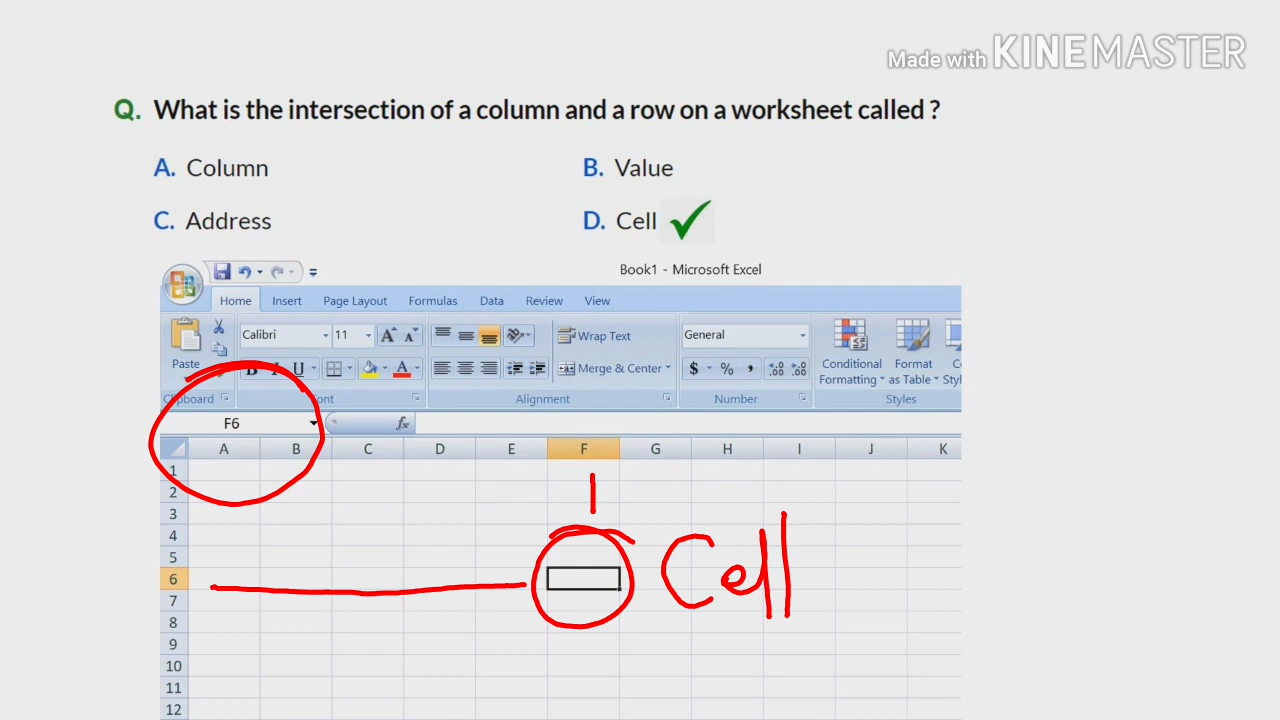 Made with KINEMASTER
Q. What is the intersection of a column and a row on a worksheet called ?
A. Column
B. Value
C. Address
D. Cell
Book1 - Microsoft Excel
Home Insert Page Layout Formulas Data Review View
Calibri 11 A A Wrap Text General
Paste
B I U A Merge & Center $ % ,
Conditional Formatting
Format as Table
Clipboard Font Alignment Number Styles
F6 fx
A B C D E F G H I J K
1
2
3
4
5
6
7
8
9
10
11
12
Cell